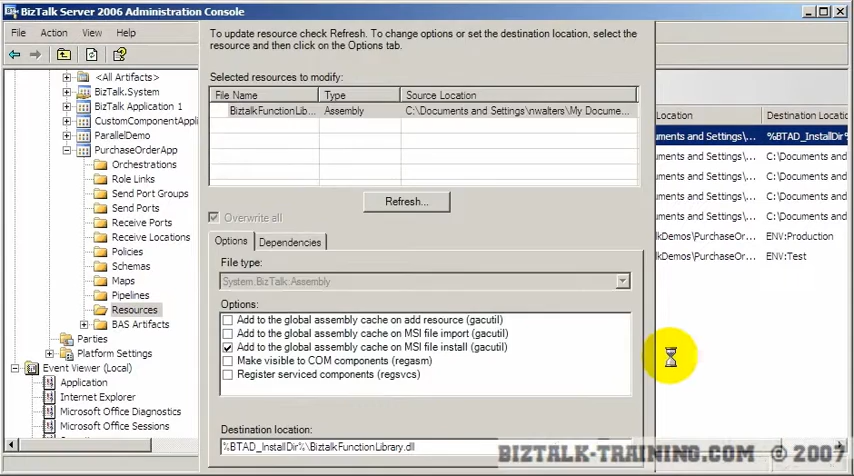 BizTalk Server 2006 Administration Console
File Action View Help
<All Artifacts>
BizTalk.System
BizTalk Application 1
CustomComponentAppli
ParallelDemo
PurchaseOrderApp
Orchestrations
Role Links
Send Port Groups
Send Ports
Receive Ports
Receive Locations
Policies
Schemas
Maps
Pipelines
Resources
BAS Artifacts
Parties
Platform Settings
Event Viewer (Local)
Application
Internet Explorer
Microsoft Office Diagnostics
Microsoft Office Sessions
To update resource check Refresh. To change options or set the destination location, select the
resource and then click on the Options tab.
Selected resources to modify:
File Name Type Source Location
BiztalkFunctionLib... Assembly C:\Documents and Settings\nwalters\My Docume...
Refresh...
Overwrite all
Options Dependencies
File type:
System.BizTalk:Assembly
Options:
Add to the global assembly cache on add resource (gacutil)
Add to the global assembly cache on MSI file import (gacutil)
Add to the global assembly cache on MSI file install (gacutil)
Make visible to COM components (regasm)
Register serviced components (regsvcs)
Destination location:
%BTAD_InstallDir%\BiztalkFunctionLibrary.dll
Location Destination Locatio
uments and Settings\... %BTAD_InstallDir%
uments and Settings\... C:\Documents and
uments and Settings\... C:\Documents and
uments and Settings\... C:\Documents and
uments and Settings\... C:\Documents and
lkDemos\PurchaseOr... ENV:Production
lkDemos\PurchaseOr... ENV:Test
BIZTALK-TRAINING.COM © 2007